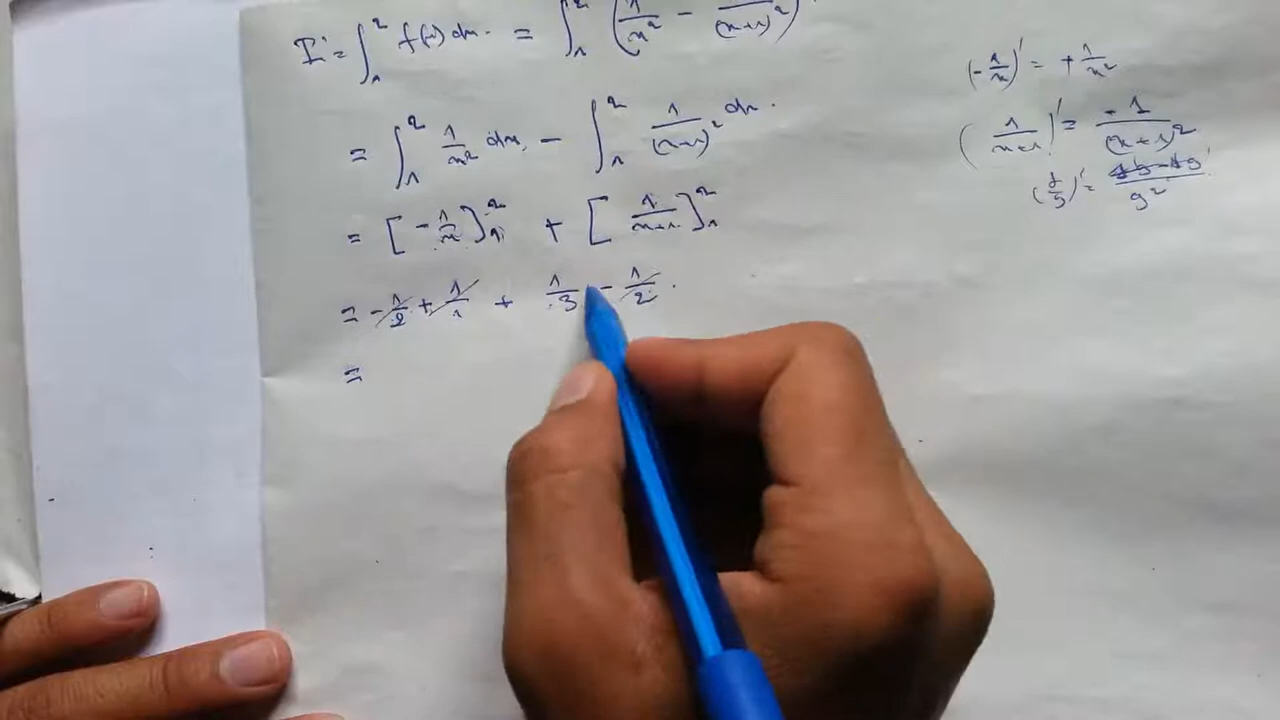 I = ∫₁² f(x) dx = ∫₁² (1/x² - 1/(x+1)²)
= ∫₁² 1/x² dx - ∫₁² 1/(x+1)² dx.
= [-1/x]₁² + [1/(x+1)]₁²
= -1/2 + 1/1 + 1/3 - 1/2.
=
(-1/x)' = +1/x²
(1/(x+1))' = -1/(x+1)²